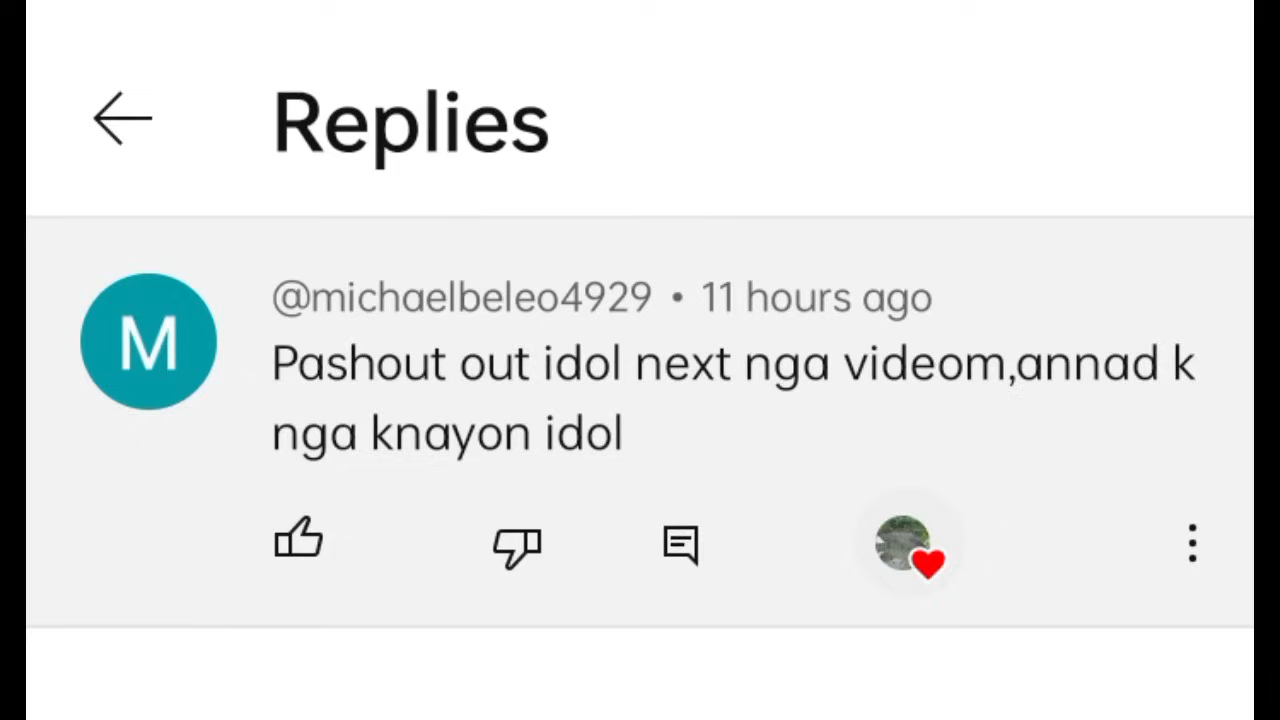 Replies
@michaelbeleo4929 • 11 hours ago
Pashout out idol next nga videom,annad k
nga knayon idol
M